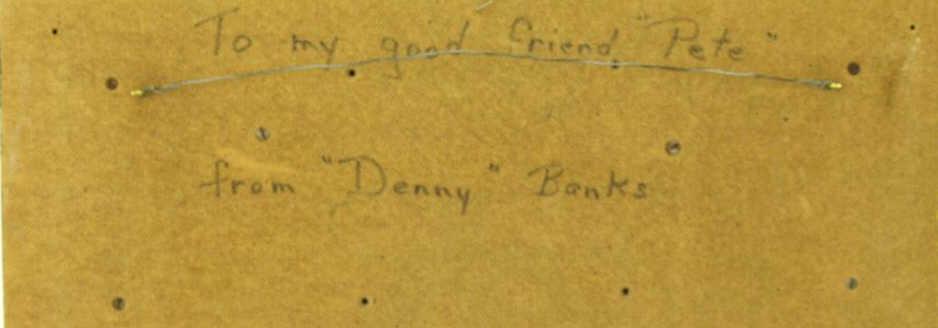 To my good friend "Pete"
from "Denny" Banks